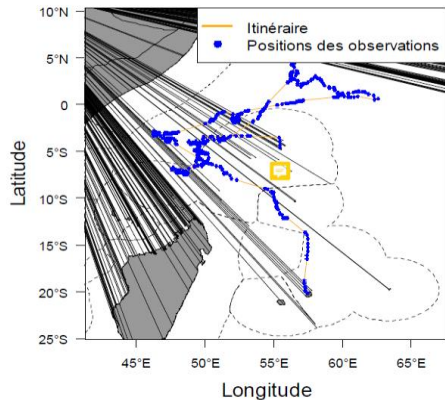 Itinéraire
Positions des observations
10°N
5°N
0
5°S
10°S
15°S
20°S
25°S
Latitude
45°E
50°E
55°E
60°E
65°E
Longitude